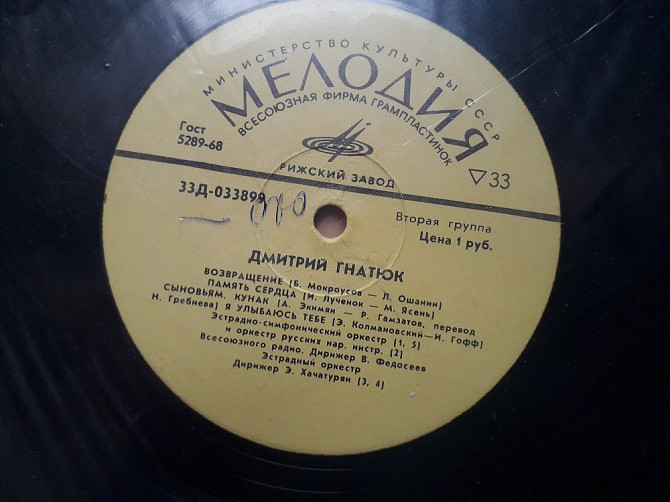 МИНИСТЕРСТВО КУЛЬТУРЫ СССР
МЕЛОДИЯ
ВСЕСОЮЗНАЯ ФИРМА ГРАМПЛАСТИНОК
Гост
5289-68
РИЖСКИЙ ЗАВОД
33
33Д-033899
Вторая группа
Цена 1 руб.
ДМИТРИЙ ГНАТЮК
ВОЗВРАЩЕНИЕ (Б. Мокроусов — Л. Ошанин)
ПАМЯТЬ СЕРДЦА (И. Лученок — М. Ясень)
СЫНОВЬЯМ, КУНАК (А. Экимян — Р. Гамзатов, перевод
Н. Гребнева) Я УЛЫБАЮСЬ ТЕБЕ (Э. Колмановский—И. Гофф)
Эстрадно-симфонический оркестр (1, 5)
и оркестр русских нар. инстр. (2)
Всесоюзного радио. Дирижер В. Федосеев
Эстрадный оркестр
Дирижер Э. Хачатурян (3, 4)